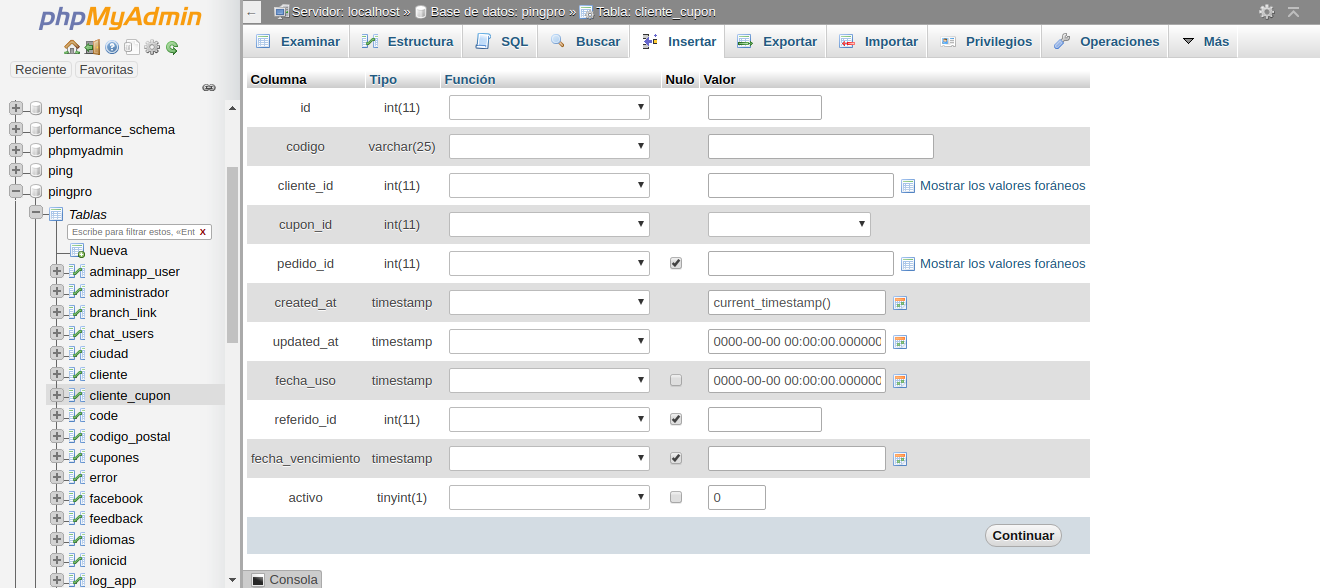 phpMyAdmin
Reciente Favoritas
mysql
performance_schema
phpmyadmin
ping
pingpro
Tablas
Escribe para filtrar estos, «Ent X
Nueva
adminapp_user
administrador
branch_link
chat_users
ciudad
cliente
cliente_cupon
code
codigo_postal
cupones
error
facebook
feedback
idiomas
ionicid
log_app
Servidor: localhost » Base de datos: pingpro » Tabla: cliente_cupon
Examinar Estructura SQL Buscar Insertar Exportar Importar Privilegios Operaciones Más
Columna Tipo Función Nulo Valor
id int(11)
codigo varchar(25)
cliente_id int(11) Mostrar los valores foráneos
cupon_id int(11)
pedido_id int(11) Mostrar los valores foráneos
created_at timestamp current_timestamp()
updated_at timestamp 0000-00-00 00:00:00.000000
fecha_uso timestamp 0000-00-00 00:00:00.000000
referido_id int(11)
fecha_vencimiento timestamp
activo tinyint(1) 0
Continuar
Consola